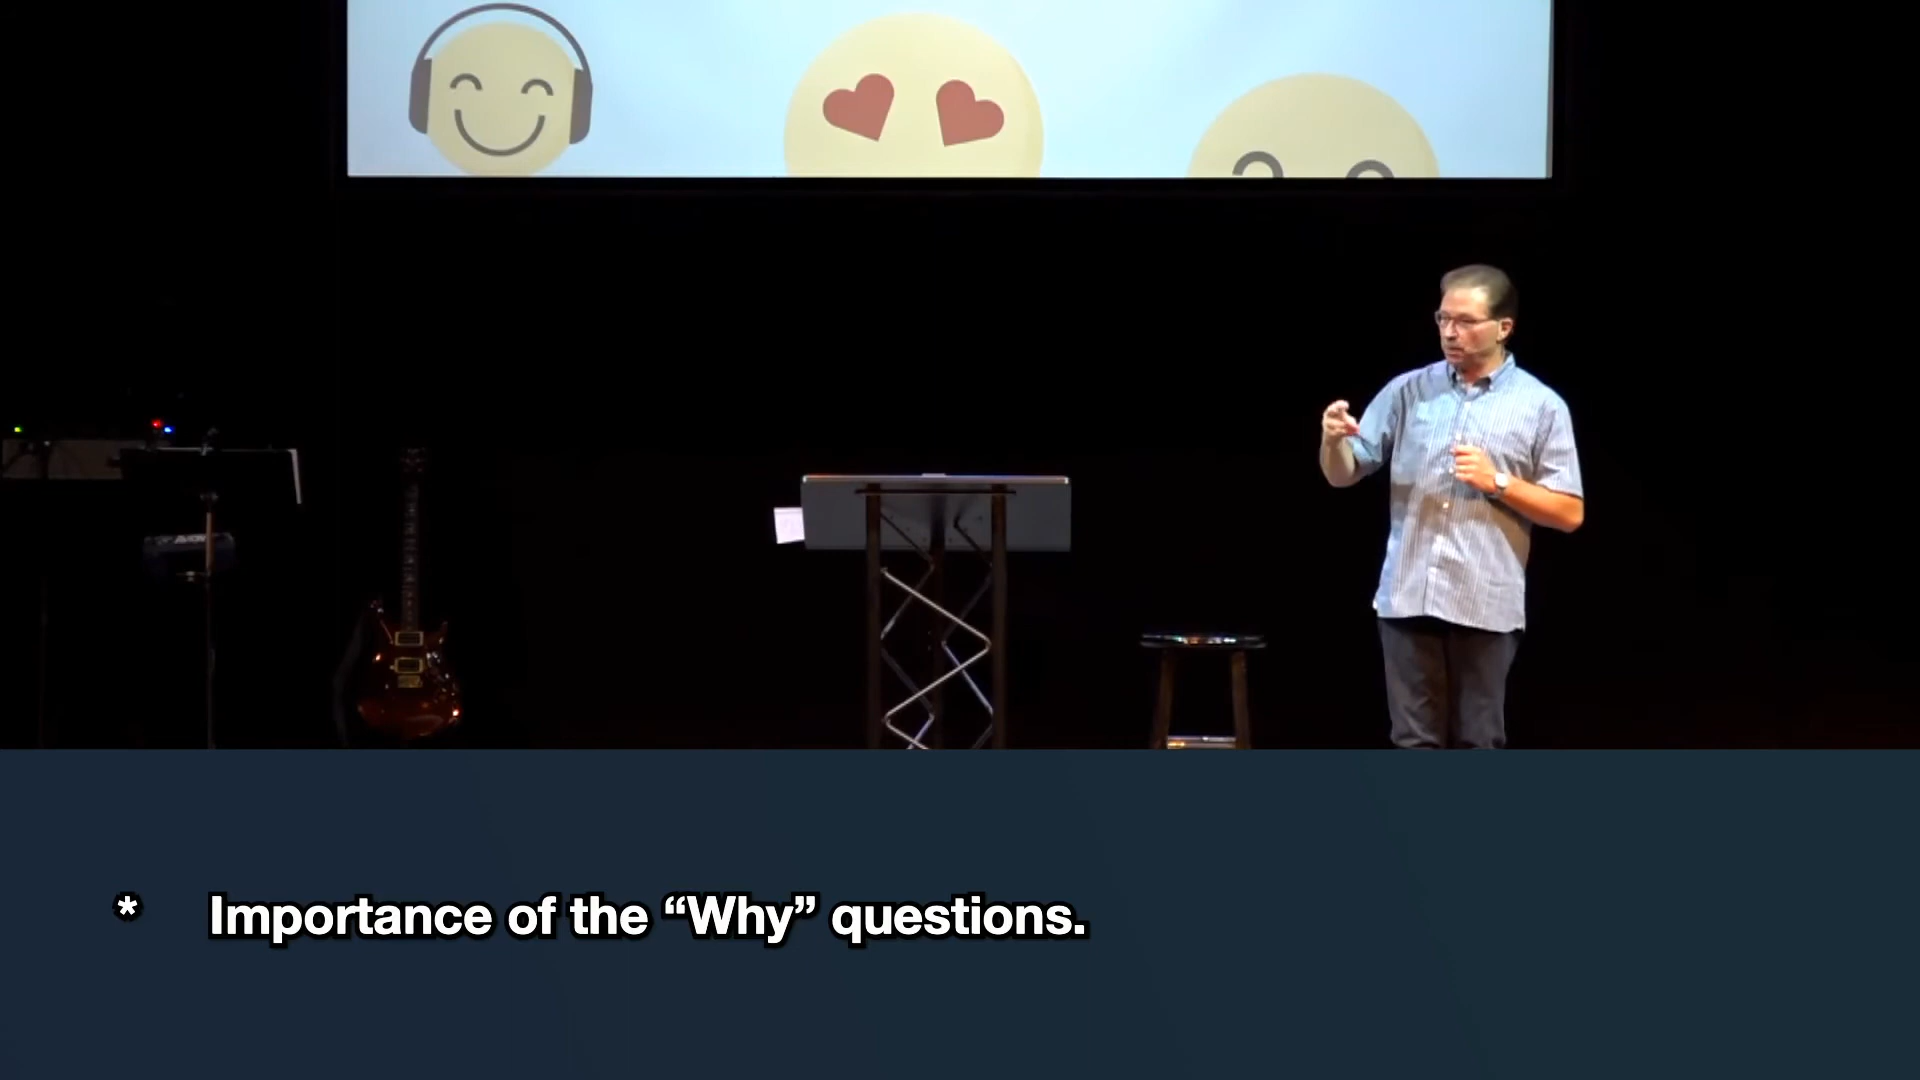 * Importance of the “Why” questions.